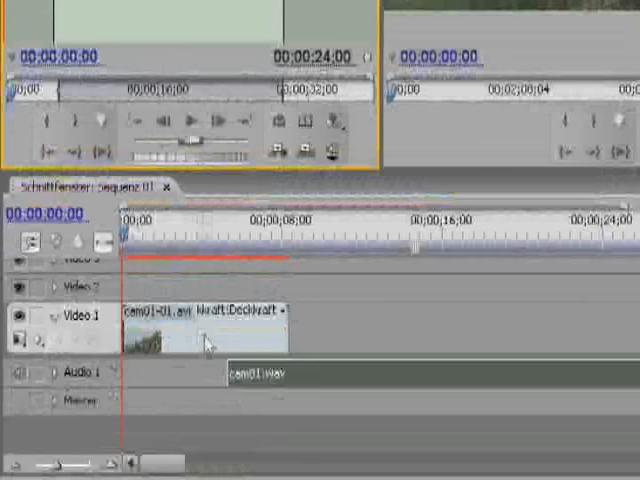 00;00;00;00 00;00;24;00 00;00;00;00
00;00 00;00;16;00 00;00;32;00 00;00 00;02;08;04 00;0
Schnittfenster: Sequenz 01 ×
00;00;00;00 00;00 00;00;08;00 00;00;16;00 00;00;24;00
Video 3
Video 2
Video 1 cam01-01.avi kkraft:Deckkraft
Audio 1 cam01.wav
Master